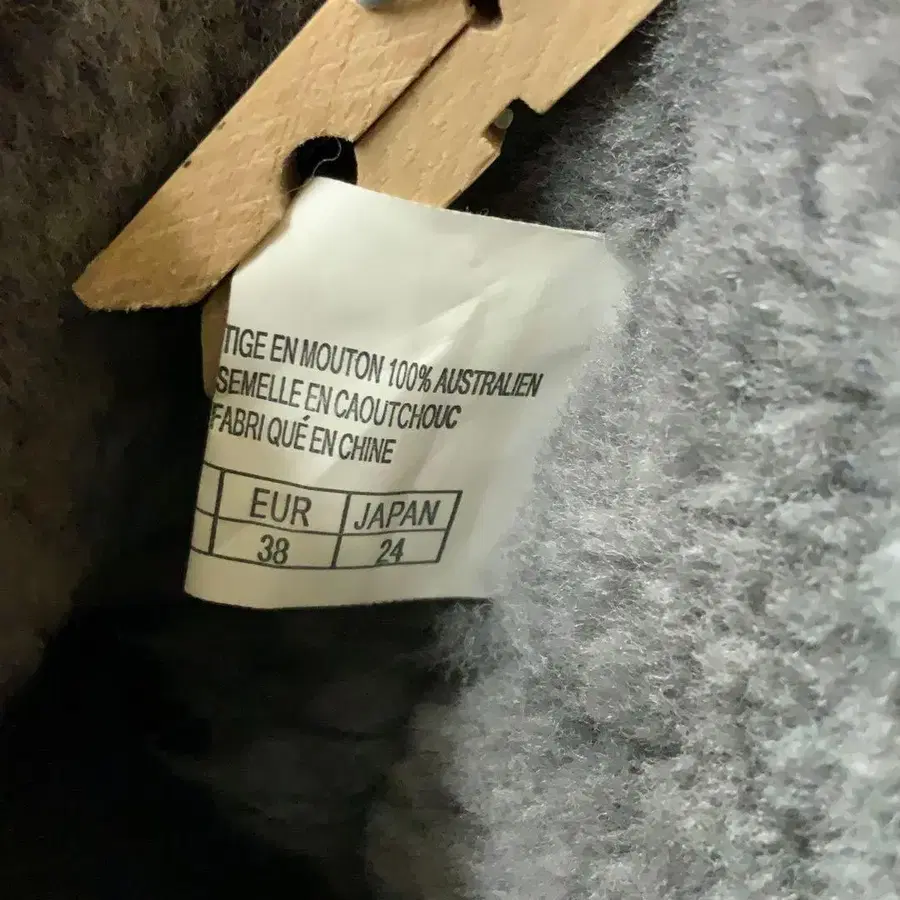 TIGE EN MOUTON 100% AUSTRALIEN
SEMELLE EN CAOUTCHOUC
FABRI QUÉ EN CHINE
EUR JAPAN
38 24